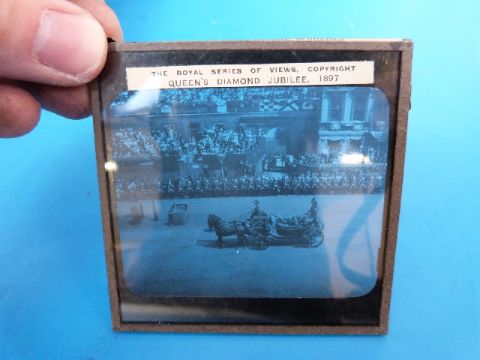 THE ROYAL SERIES OF VIEWS, COPYRIGHT
QUEEN'S DIAMOND JUBILEE, 1897